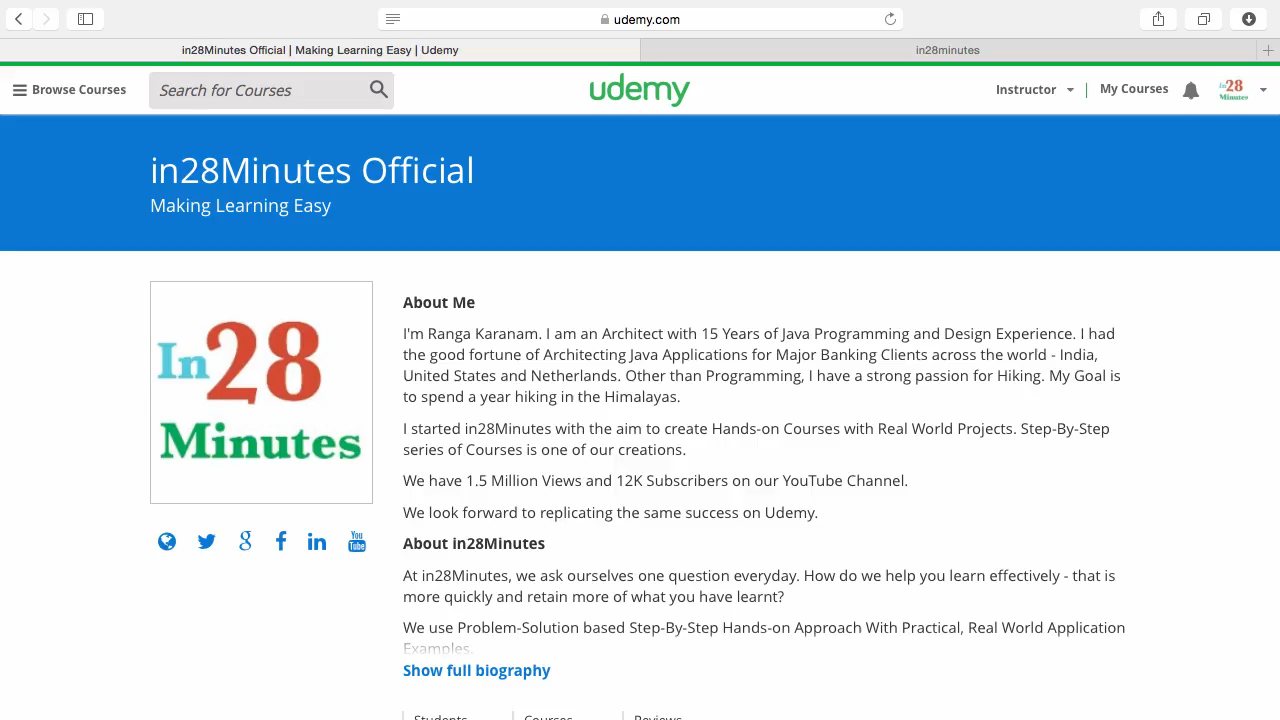 udemy.com
in28Minutes Official | Making Learning Easy | Udemy
in28minutes
Browse Courses
Search for Courses
udemy
Instructor
My Courses
In28
Minutes
in28Minutes Official
Making Learning Easy
In28
Minutes
About Me
I'm Ranga Karanam. I am an Architect with 15 Years of Java Programming and Design Experience. I had
the good fortune of Architecting Java Applications for Major Banking Clients across the world - India,
United States and Netherlands. Other than Programming, I have a strong passion for Hiking. My Goal is
to spend a year hiking in the Himalayas.
I started in28Minutes with the aim to create Hands-on Courses with Real World Projects. Step-By-Step
series of Courses is one of our creations.
We have 1.5 Million Views and 12K Subscribers on our YouTube Channel.
We look forward to replicating the same success on Udemy.
You
Tube
About in28Minutes
At in28Minutes, we ask ourselves one question everyday. How do we help you learn effectively - that is
more quickly and retain more of what you have learnt?
We use Problem-Solution based Step-By-Step Hands-on Approach With Practical, Real World Application
Examples.
Show full biography
Students
Courses
Reviews